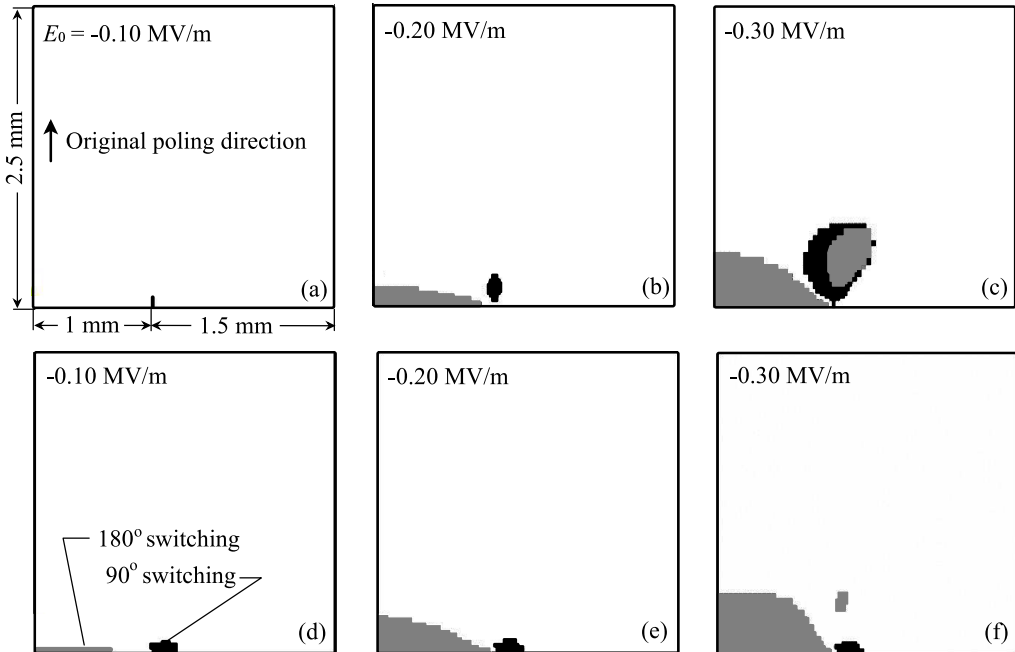 E₀ = -0.10 MV/m
Original poling direction
2.5 mm
(a)
1 mm
1.5 mm
-0.20 MV/m
(b)
-0.30 MV/m
(c)
-0.10 MV/m
180° switching
90° switching
(d)
-0.20 MV/m
(e)
-0.30 MV/m
(f)